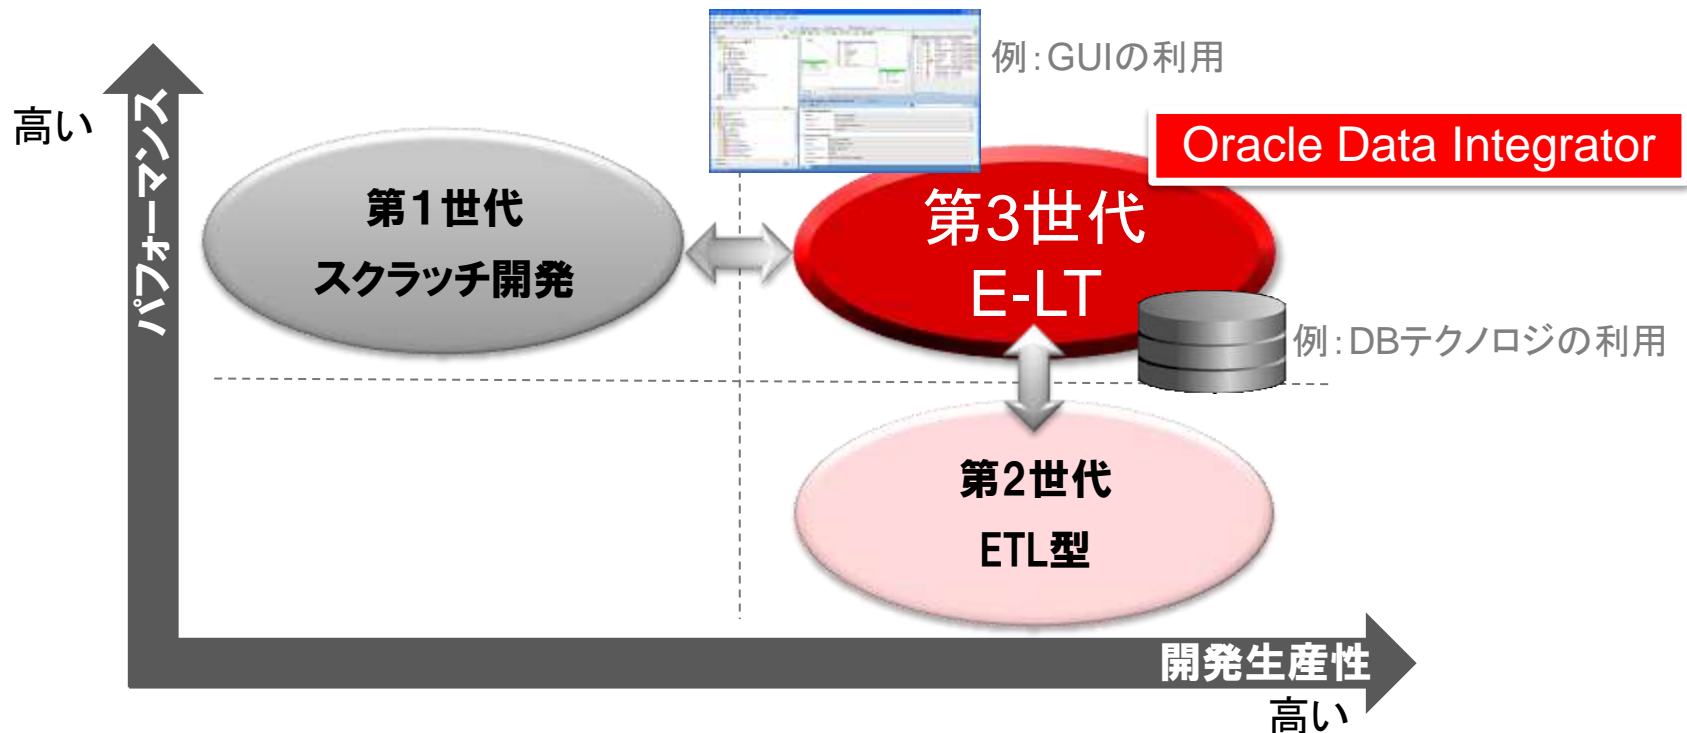 例:GUIの利用
高い
パフォーマンス
Oracle Data Integrator
第1世代
スクラッチ開発
第3世代
E-LT
例:DBテクノロジの利用
第2世代
ETL型
開発生産性
高い